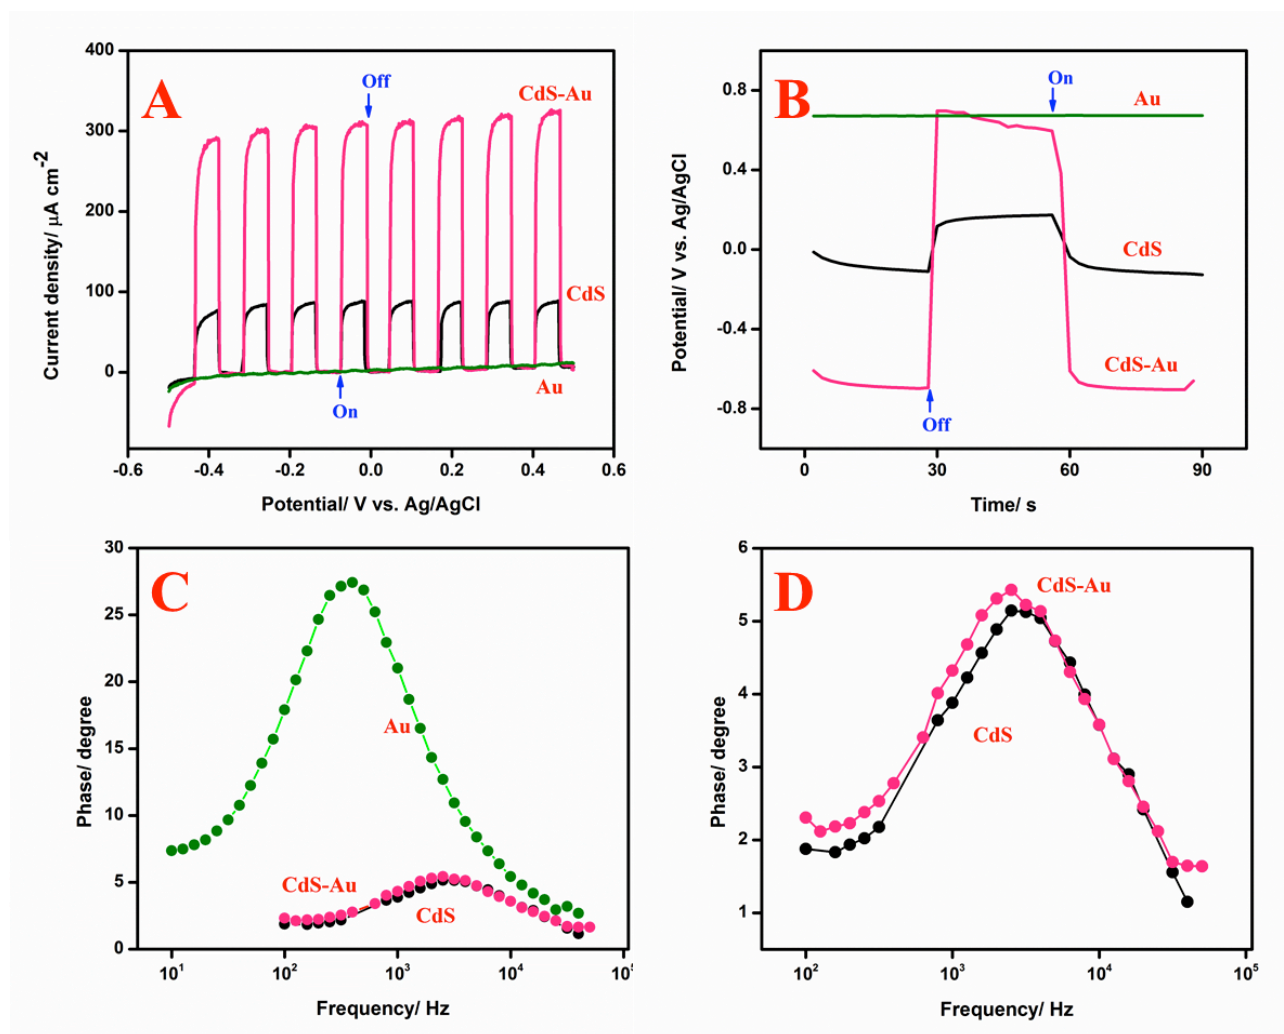 A
Off
CdS-Au
CdS
Au
On
400
300
200
100
0
-0.6
-0.4
-0.2
0.0
0.2
0.4
0.6
Current density/ μA cm-2
Potential/ V vs. Ag/AgCl
B
On
Au
CdS
CdS-Au
Off
0.8
0.4
0.0
-0.4
-0.8
0
30
60
90
Potential/ V vs. Ag/AgCl
Time/ s
C
Au
CdS-Au
CdS
30
25
20
15
10
5
0
10¹
10²
10³
10⁴
10⁵
Phase/ degree
Frequency/ Hz
D
CdS-Au
CdS
6
5
4
3
2
1
10²
10³
10⁴
10⁵
Phase/ degree
Frequency/ Hz